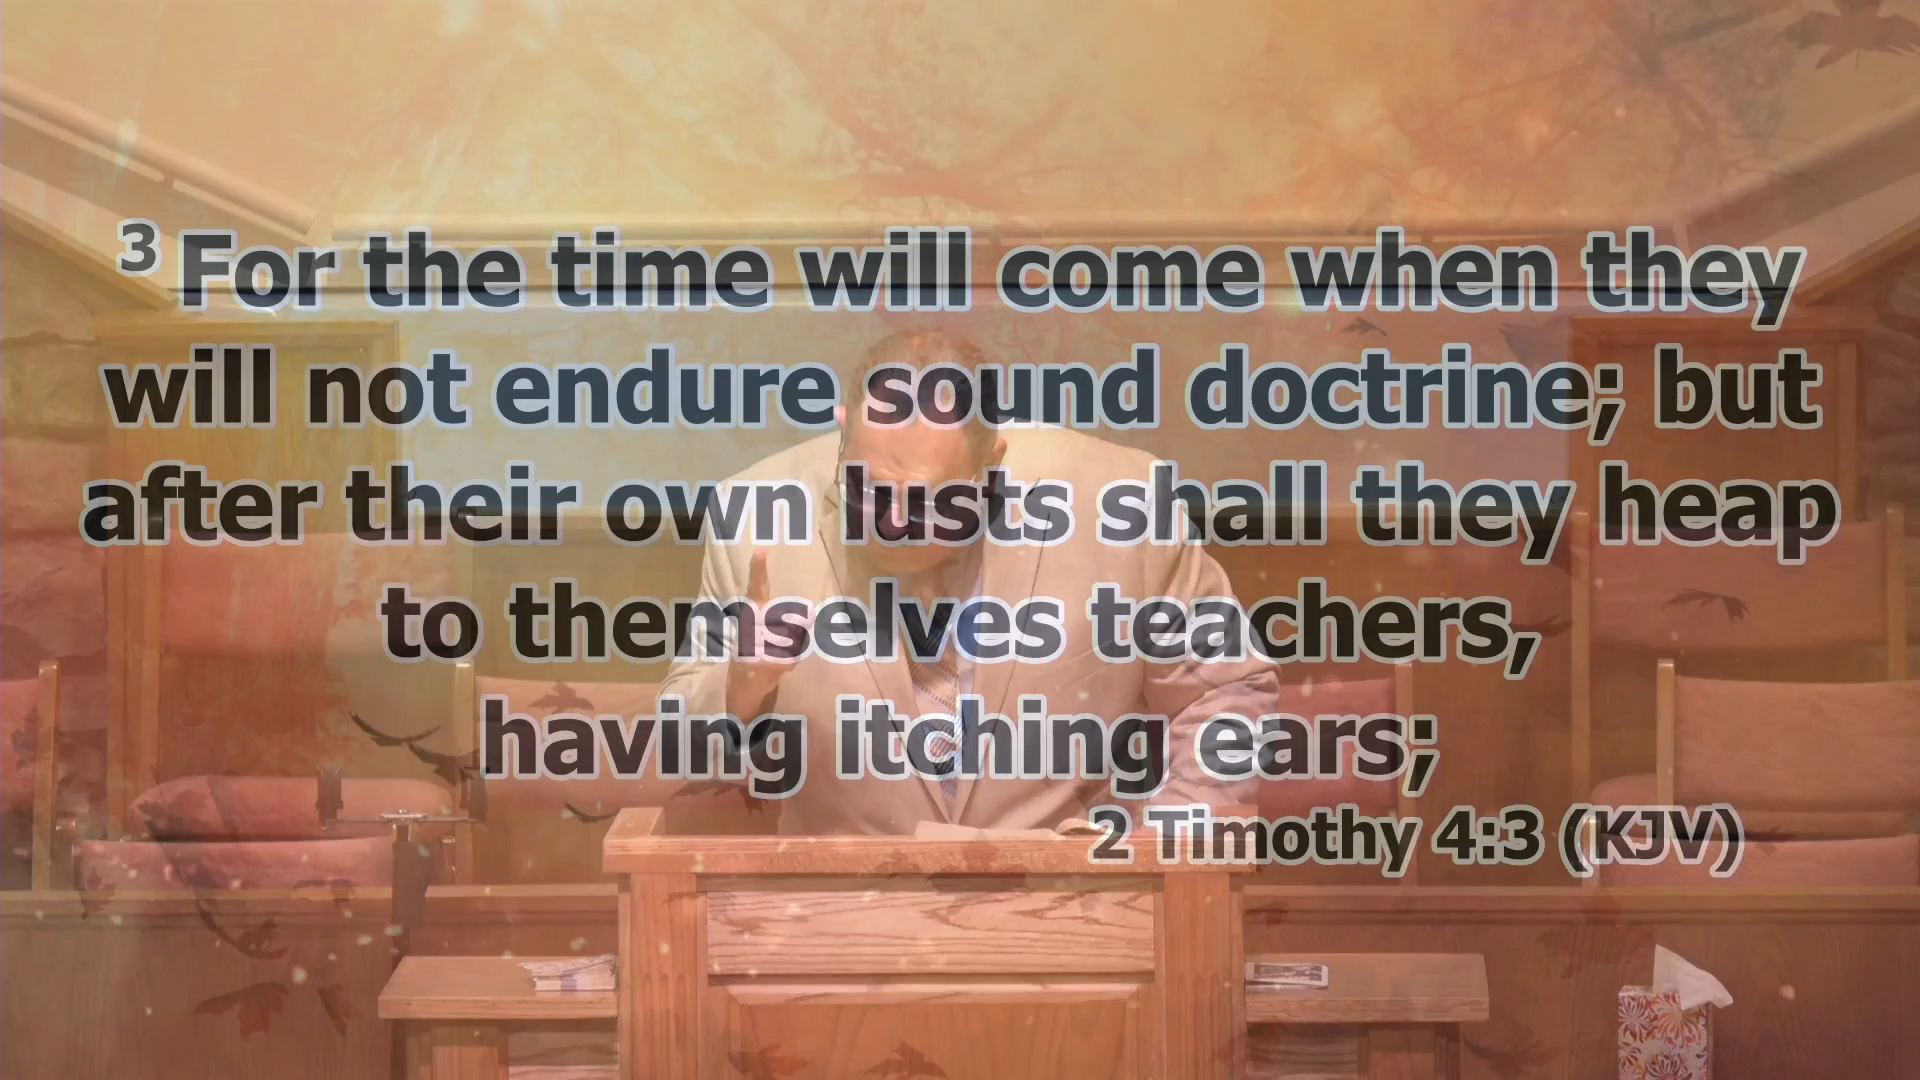 3 For the time will come when they
will not endure sound doctrine; but
after their own lusts shall they heap
to themselves teachers,
having itching ears;
2 Timothy 4:3 (KJV)